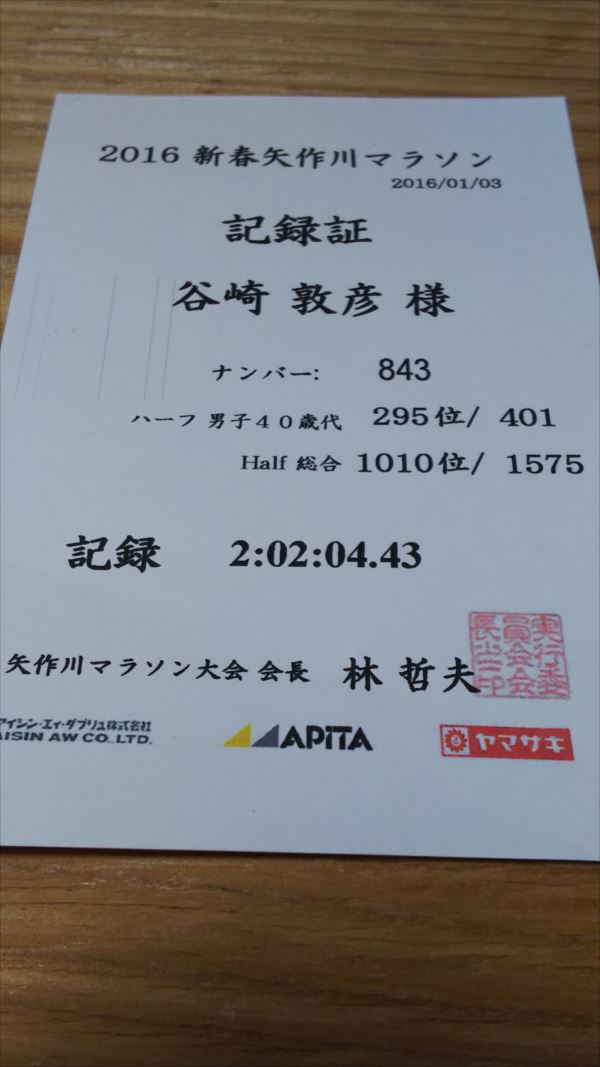 2016 新春矢作川マラソン
2016/01/03
記録証
谷崎 敦彦 様
ナンバー: 843
ハーフ 男子40歳代 295位/ 401
Half 総合 1010位/ 1575
記録 2:02:04.43
矢作川マラソン大会 会長 林 哲夫
アイシン・エィ・ダブリュ株式会社
AISIN AW CO.,LTD.
APiTA
ヤマザキ